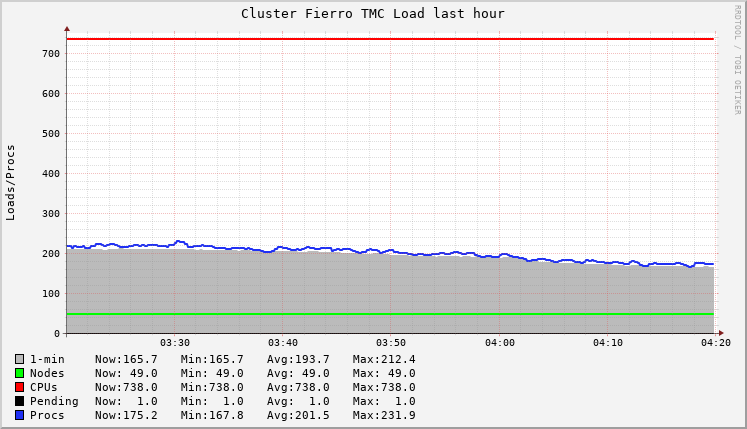 Cluster Fierro TMC Load last hour
RRDTOOL / TOBI OETIKER
Loads/Procs
700
600
500
400
300
200
100
0
03:30 03:40 03:50 04:00 04:10 04:20
1-min Now:165.7 Min:165.7 Avg:193.7 Max:212.4
Nodes Now: 49.0 Min: 49.0 Avg: 49.0 Max: 49.0
CPUs Now:738.0 Min:738.0 Avg:738.0 Max:738.0
Pending Now: 1.0 Min: 1.0 Avg: 1.0 Max: 1.0
Procs Now:175.2 Min:167.8 Avg:201.5 Max:231.9